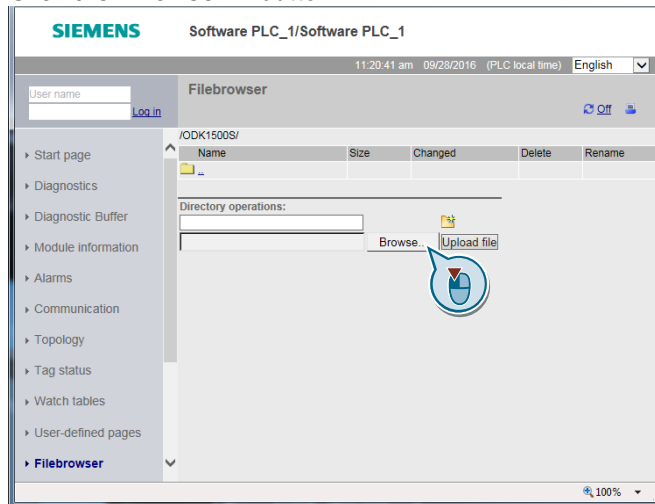 SIEMENS
Software PLC_1/Software PLC_1
11:20:41 am 09/28/2016 (PLC local time) English
User name
Log in
Filebrowser
Off
/ODK1500S/
Name Size Changed Delete Rename
..
Directory operations:
Browse.. Upload file
Start page
Diagnostics
Diagnostic Buffer
Module information
Alarms
Communication
Topology
Tag status
Watch tables
User-defined pages
Filebrowser
100%